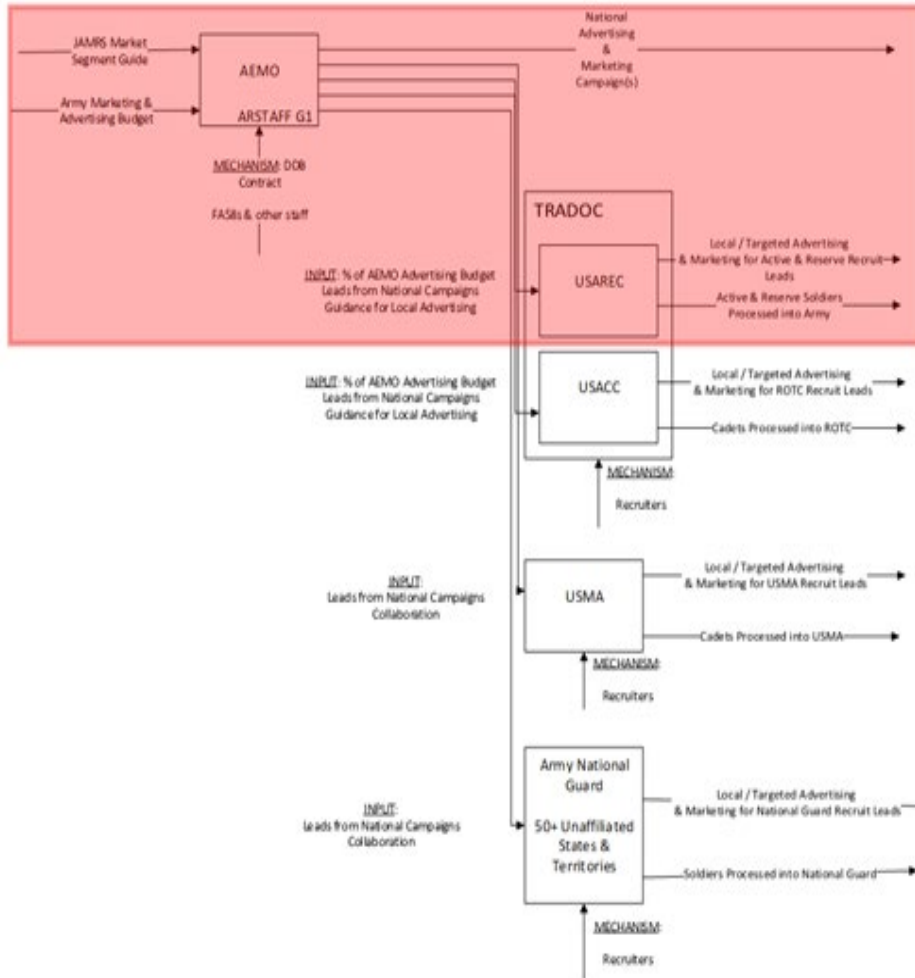 JAMRS Market
Segment Guide
Army Marketing &
Advertising Budget
AEMO
ARSTAFF G1
National
Advertising
&
Marketing
Campaign(s)
MECHANISM: DDB
Contract
FA58s & other staff
TRADOC
INPUT: % of AEMO Advertising Budget
Leads from National Campaigns
Guidance for Local Advertising
USAREC
Local / Targeted Advertising
& Marketing for Active & Reserve Recruit
Leads
Active & Reserve Soldiers
Processed into Army
INPUT: % of AEMO Advertising Budget
Leads from National Campaigns
Guidance for Local Advertising
USACC
Local / Targeted Advertising
& Marketing for ROTC Recruit Leads
Cadets Processed into ROTC
MECHANISM:
Recruiters
INPUT:
Leads from National Campaigns
Collaboration
USMA
Local / Targeted Advertising
& Marketing for USMA Recruit Leads
Cadets Processed into USMA
MECHANISM:
Recruiters
INPUT:
Leads from National Campaigns
Collaboration
Army National
Guard
50+ Unaffiliated
States &
Territories
Local / Targeted Advertising
& Marketing for National Guard Recruit Leads
Soldiers Processed into National Guard
MECHANISM:
Recruiters